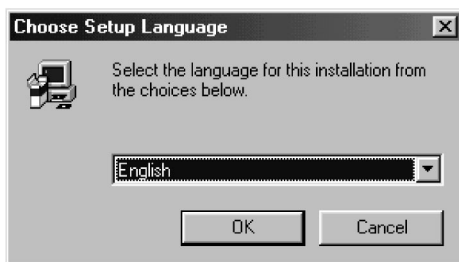 Choose Setup Language
Select the language for this installation from
the choices below.
English
OK
Cancel